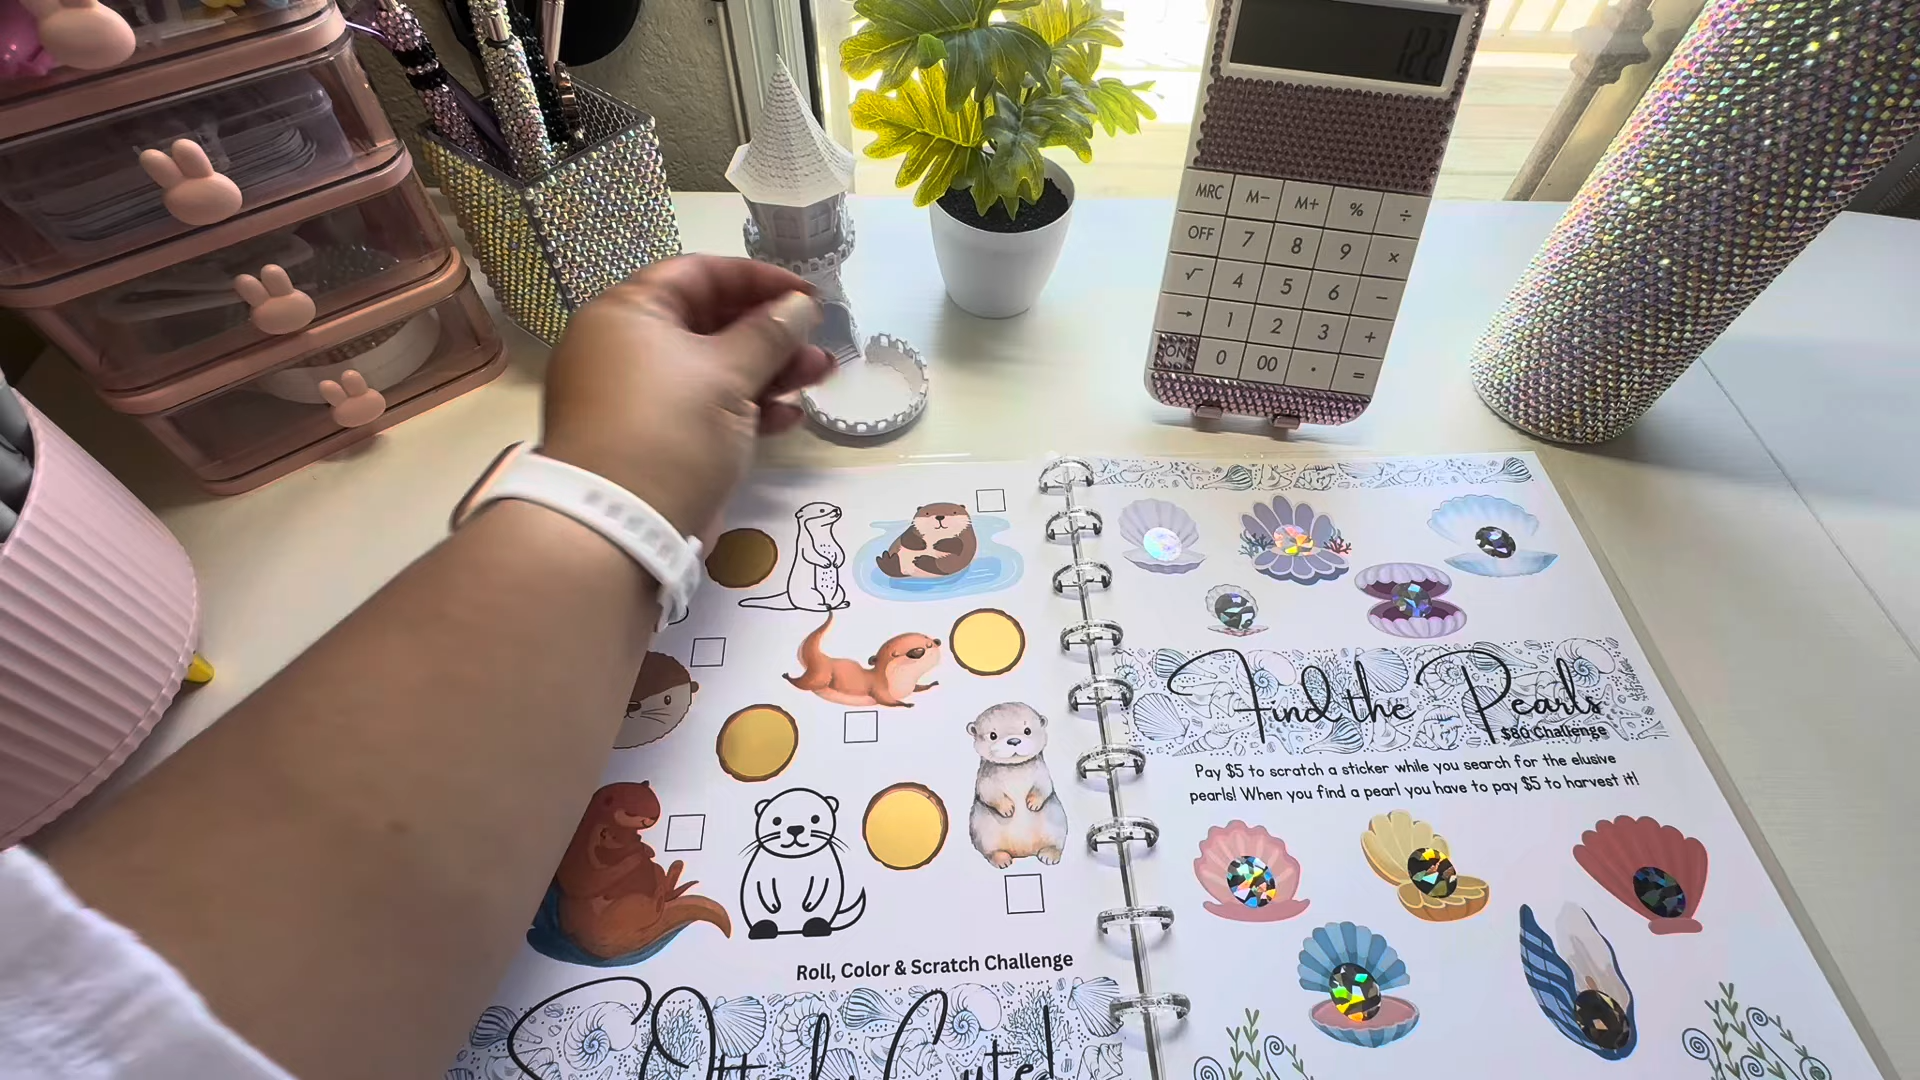 122
MRC M- M+ % ÷
OFF 7 8 9 ×
√ 4 5 6 −
→ 1 2 3 +
ON 0 00 . =
Find the Pearls
$80 Challenge
Pay $5 to scratch a sticker while you search for the elusive
pearls! When you find a pearl you have to pay $5 to harvest it!
Roll, Color & Scratch Challenge